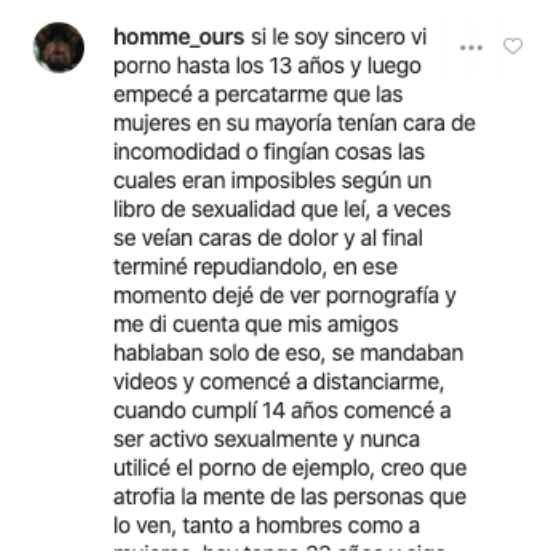 homme_ours si le soy sincero vi
porno hasta los 13 años y luego
empecé a percatarme que las
mujeres en su mayoría tenían cara de
incomodidad o fingían cosas las
cuales eran imposibles según un
libro de sexualidad que leí, a veces
se veían caras de dolor y al final
terminé repudiandolo, en ese
momento dejé de ver pornografía y
me di cuenta que mis amigos
hablaban solo de eso, se mandaban
videos y comencé a distanciarme,
cuando cumplí 14 años comencé a
ser activo sexualmente y nunca
utilicé el porno de ejemplo, creo que
atrofia la mente de las personas que
lo ven, tanto a hombres como a